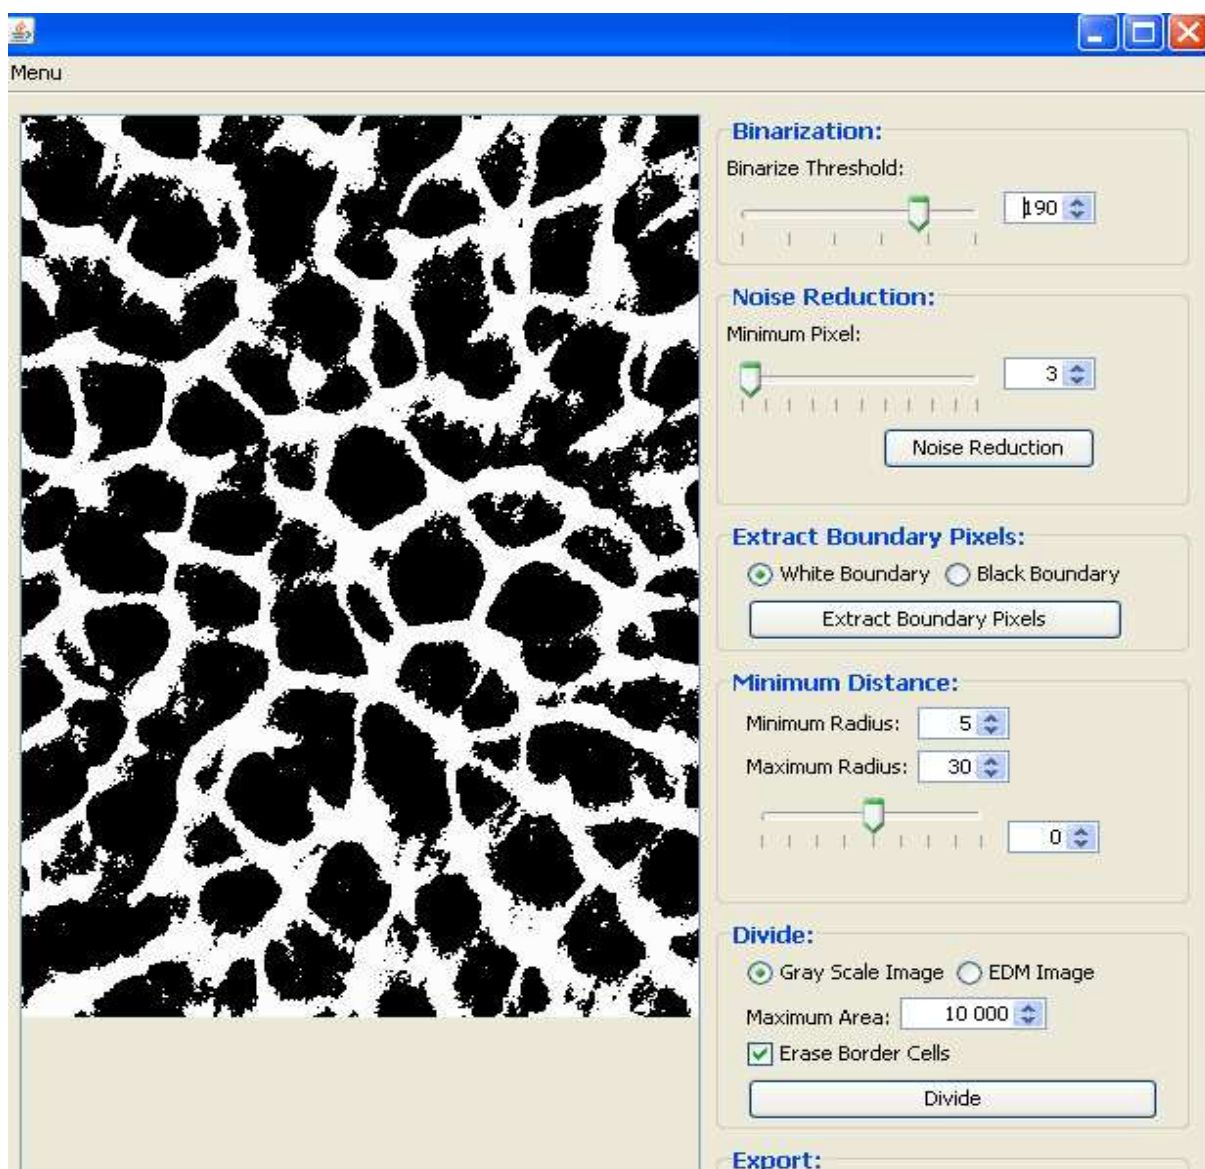 Menu
Binarization:
Binarize Threshold:
190
Noise Reduction:
Minimum Pixel:
3
Noise Reduction
Extract Boundary Pixels:
White Boundary Black Boundary
Extract Boundary Pixels
Minimum Distance:
Minimum Radius: 5
Maximum Radius: 30
0
Divide:
Gray Scale Image EDM Image
Maximum Area: 10 000
Erase Border Cells
Divide
Export: